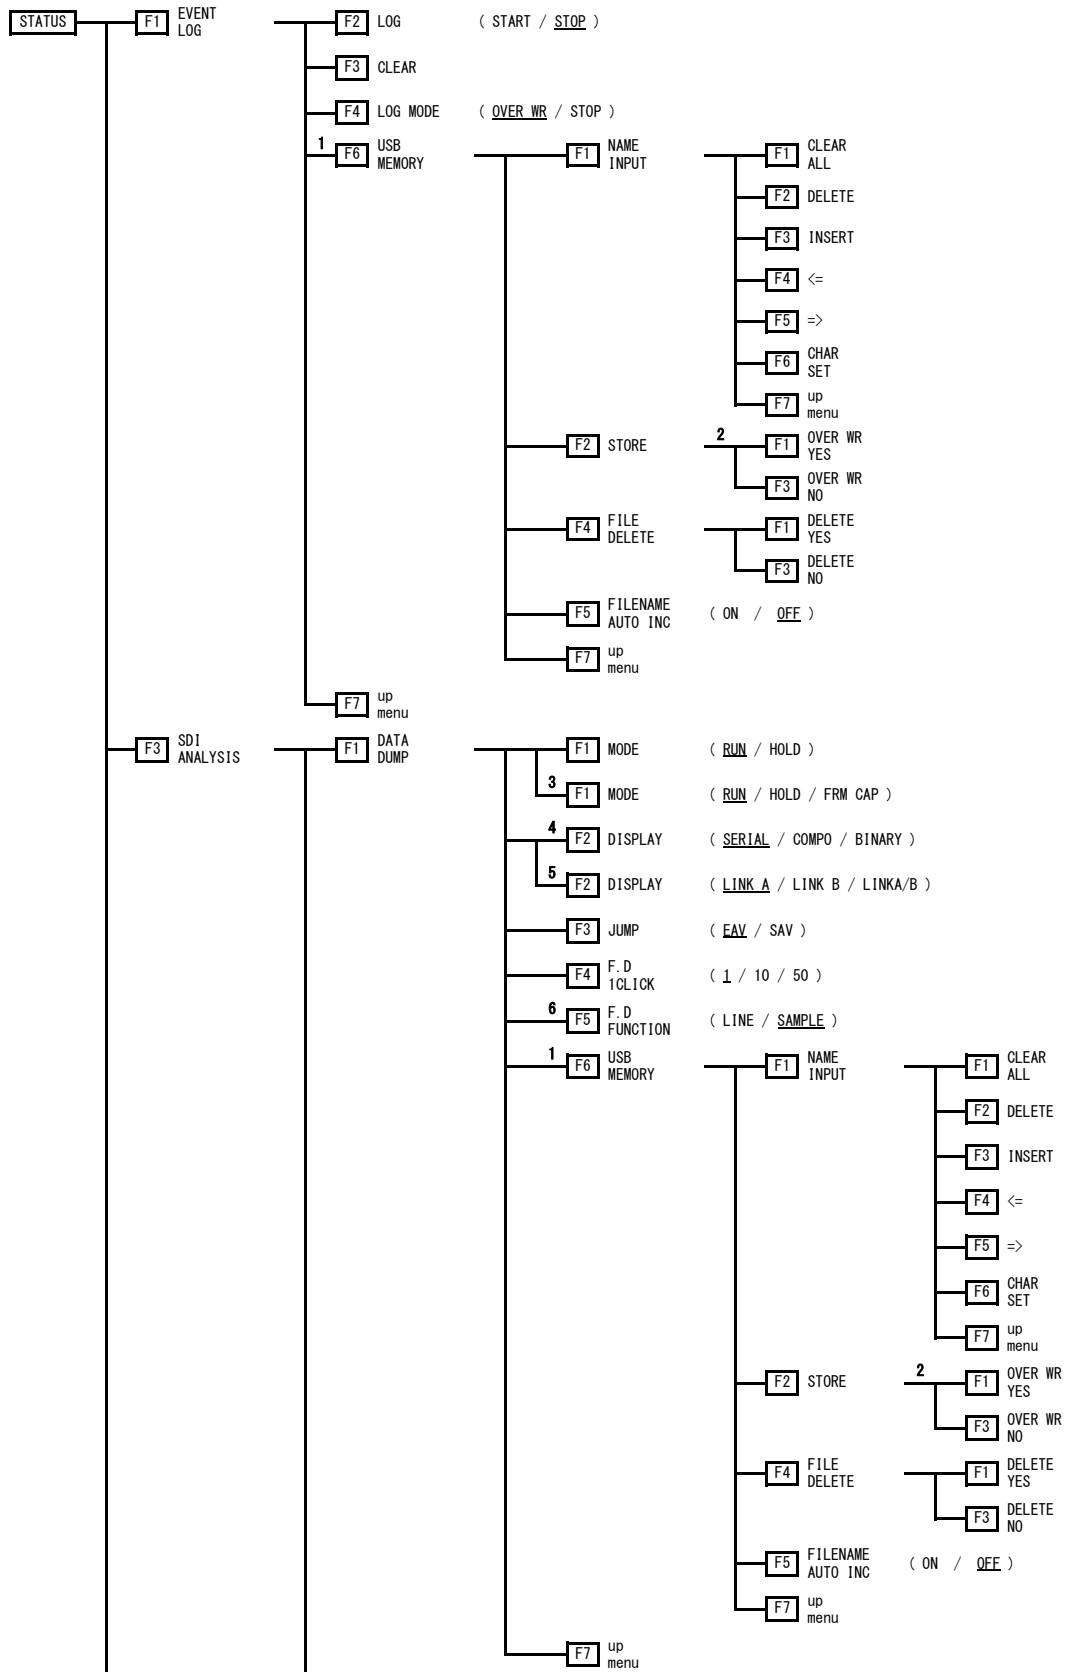 STATUS F1 EVENT LOG F2 LOG ( START / STOP )
F3 CLEAR
F4 LOG MODE ( OVER WR / STOP )
1 F6 USB MEMORY F1 NAME INPUT F1 CLEAR ALL
F2 DELETE
F3 INSERT
F4 <=
F5 =>
F6 CHAR SET
F7 up menu
F2 STORE 2 F1 OVER WR YES
F3 OVER WR NO
F4 FILE DELETE F1 DELETE YES
F3 DELETE NO
F5 FILENAME AUTO INC ( ON / OFF )
F7 up menu
F7 up menu
F3 SDI ANALYSIS F1 DATA DUMP F1 MODE ( RUN / HOLD )
3 F1 MODE ( RUN / HOLD / FRM CAP )
4 F2 DISPLAY ( SERIAL / COMPO / BINARY )
5 F2 DISPLAY ( LINK A / LINK B / LINKA/B )
F3 JUMP ( EAV / SAV )
F4 F.D 1CLICK ( 1 / 10 / 50 )
6 F5 F.D FUNCTION ( LINE / SAMPLE )
1 F6 USB MEMORY F1 NAME INPUT F1 CLEAR ALL
F2 DELETE
F3 INSERT
F4 <=
F5 =>
F6 CHAR SET
F7 up menu
F2 STORE 2 F1 OVER WR YES
F3 OVER WR NO
F4 FILE DELETE F1 DELETE YES
F3 DELETE NO
F5 FILENAME AUTO INC ( ON / OFF )
F7 up menu
F7 up menu